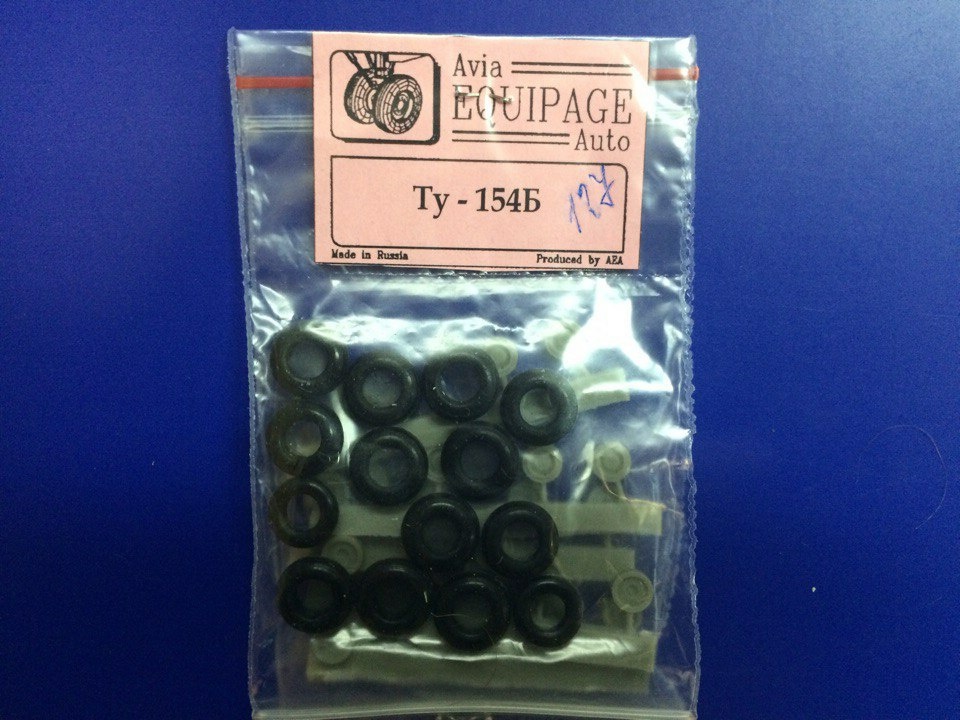 Avia
EQUIPAGE
Auto
Ту - 154Б
Made in Russia
Produced by AEA